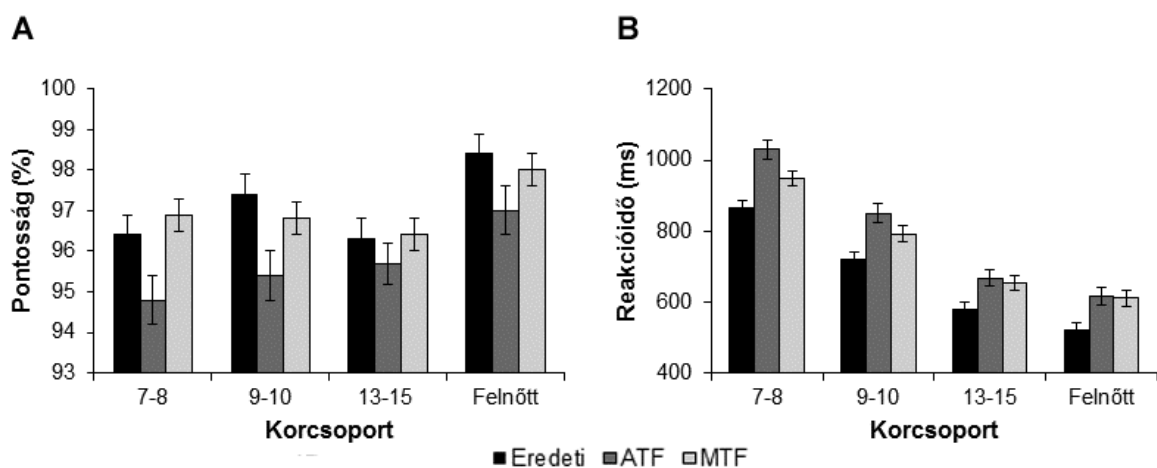 A
Pontosság (%)
100
99
98
97
96
95
94
93
7-8
9-10
13-15
Felnőtt
Korcsoport
B
Reakcióidő (ms)
1200
1000
800
600
400
7-8
9-10
13-15
Felnőtt
Korcsoport
Eredeti ATF MTF